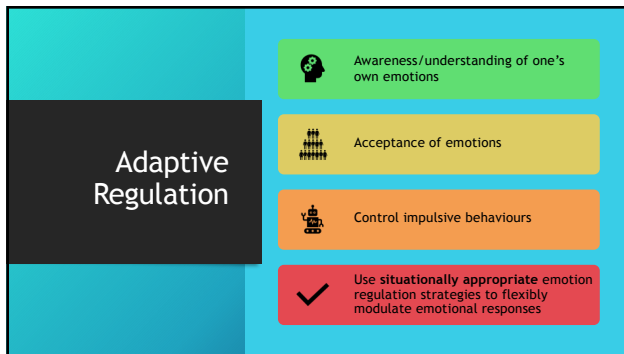 Adaptive
Regulation
Awareness/understanding of one's
own emotions
Acceptance of emotions
Control impulsive behaviours
Use situationally appropriate emotion
regulation strategies to flexibly
modulate emotional responses